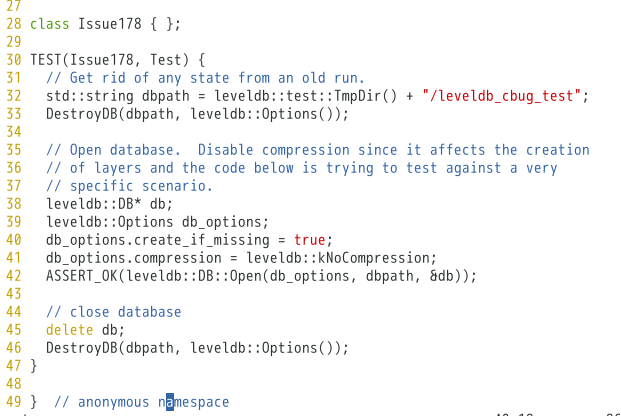 27
28 class Issue178 { };
29
30 TEST(Issue178, Test) {
31   // Get rid of any state from an old run.
32   std::string dbpath = leveldb::test::TmpDir() + "/leveldb_cbug_test";
33   DestroyDB(dbpath, leveldb::Options());
34
35   // Open database.  Disable compression since it affects the creation
36   // of layers and the code below is trying to test against a very
37   // specific scenario.
38   leveldb::DB* db;
39   leveldb::Options db_options;
40   db_options.create_if_missing = true;
41   db_options.compression = leveldb::kNoCompression;
42   ASSERT_OK(leveldb::DB::Open(db_options, dbpath, &db));
43
44   // close database
45   delete db;
46   DestroyDB(dbpath, leveldb::Options());
47 }
48
49 }  // anonymous namespace